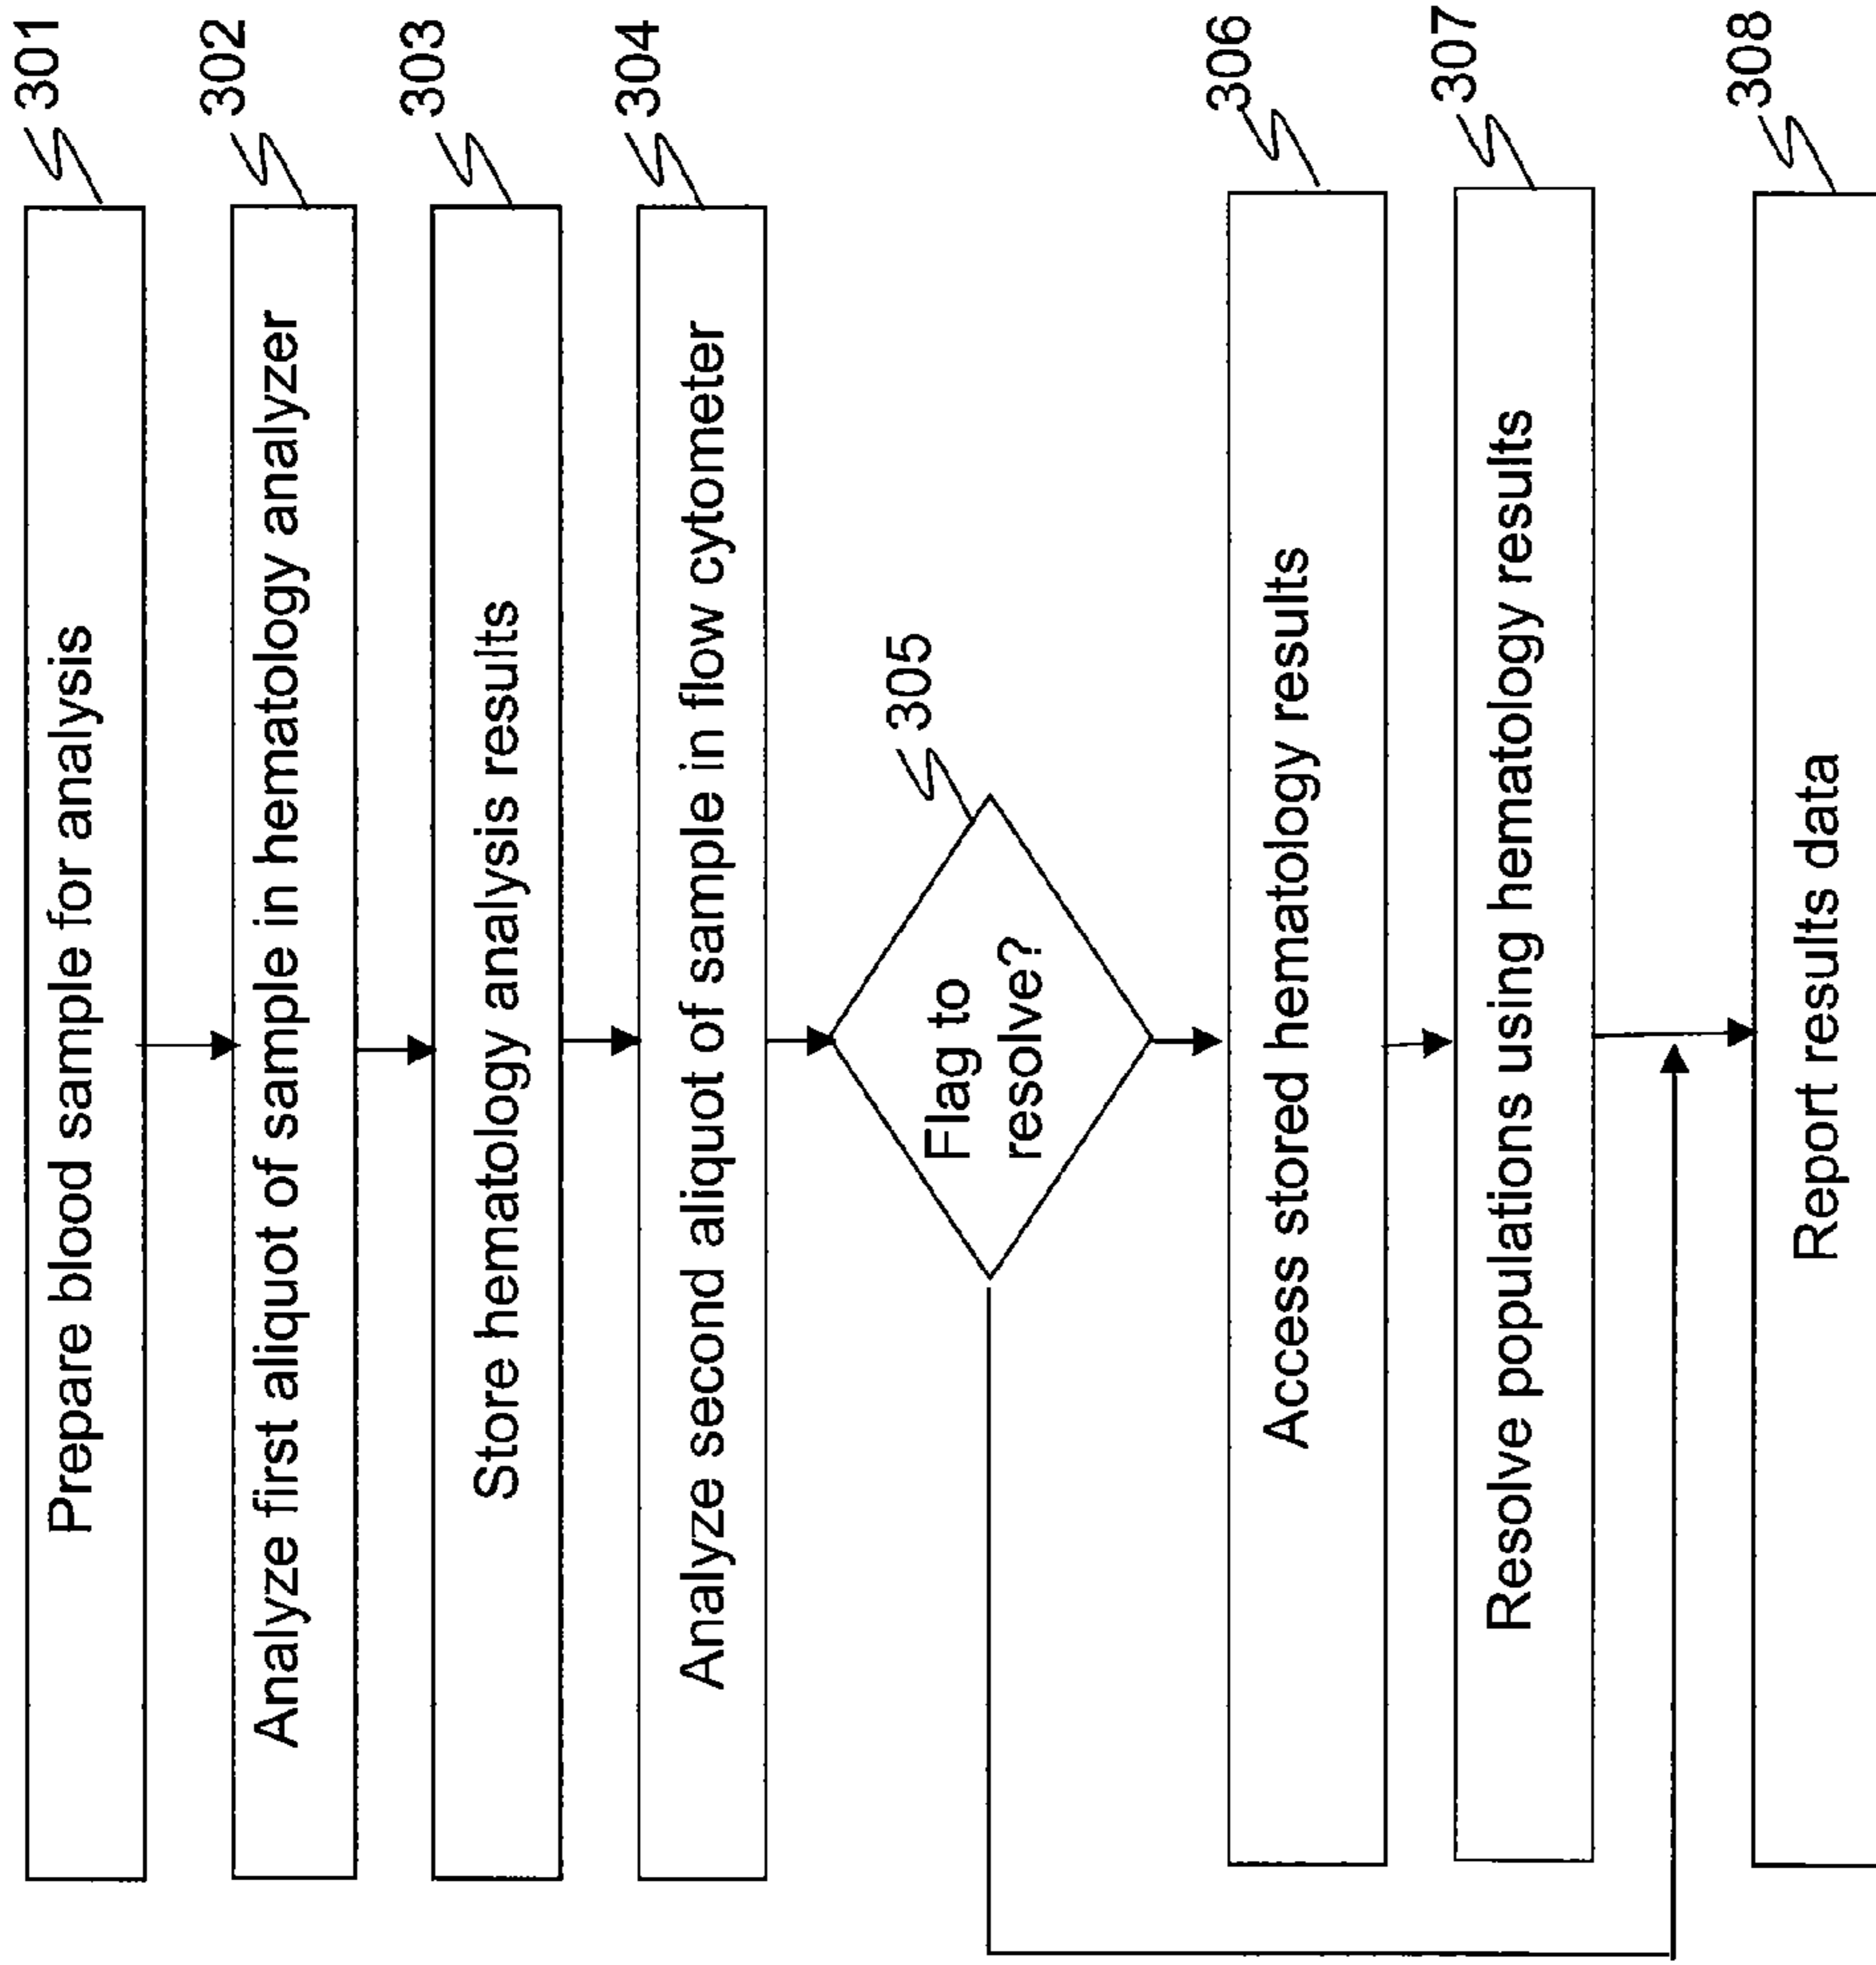 301
Prepare blood sample for analysis
302
Analyze first aliquot of sample in hematology analyzer
303
Store hematology analysis results
304
Analyze second aliquot of sample in flow cytometer
305
Flag to
resolve?
306
Access stored hematology results
307
Resolve populations using hematology results
308
Report results data